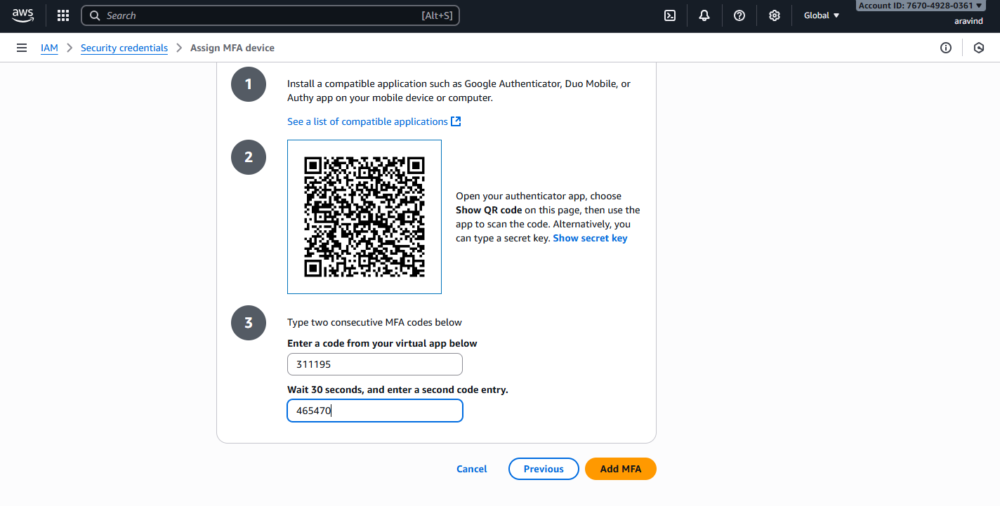 aws
Search
[Alt+S]
Global
Account ID: 7670-4928-0361
aravind
IAM
Security credentials
Assign MFA device
1
Install a compatible application such as Google Authenticator, Duo Mobile, or
Authy app on your mobile device or computer.
See a list of compatible applications
2
Open your authenticator app, choose
Show QR code on this page, then use the
app to scan the code. Alternatively, you
can type a secret key. Show secret key
3
Type two consecutive MFA codes below
Enter a code from your virtual app below
311195
Wait 30 seconds, and enter a second code entry.
465470
Cancel
Previous
Add MFA